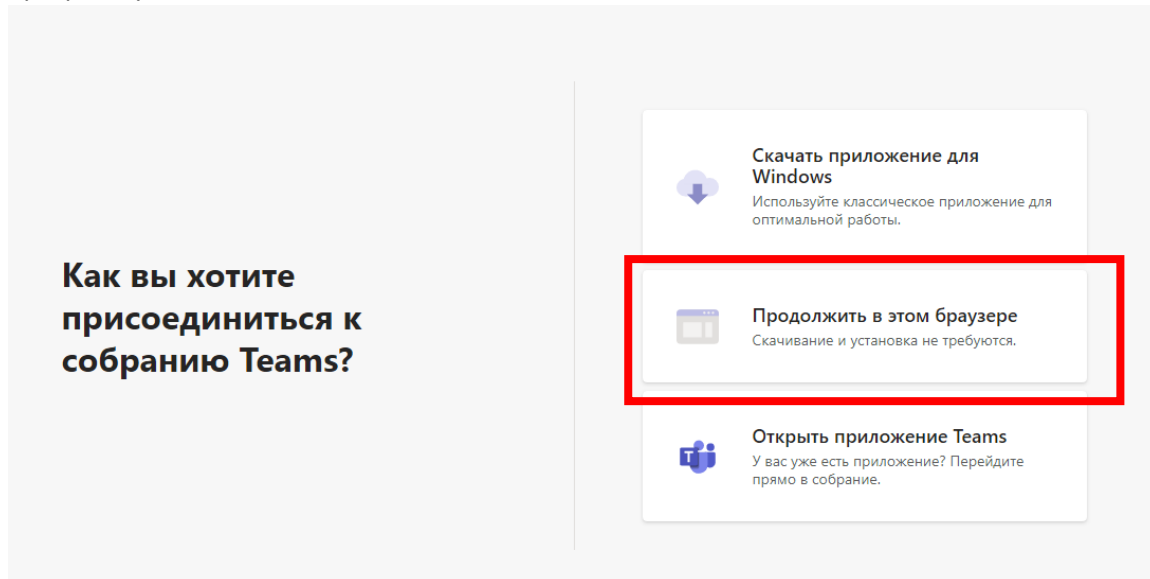 Как вы хотите
присоединиться к
собранию Teams?
Скачать приложение для
Windows
Используйте классическое приложение для
оптимальной работы.
Продолжить в этом браузере
Скачивание и установка не требуются.
Открыть приложение Teams
У вас уже есть приложение? Перейдите
прямо в собрание.